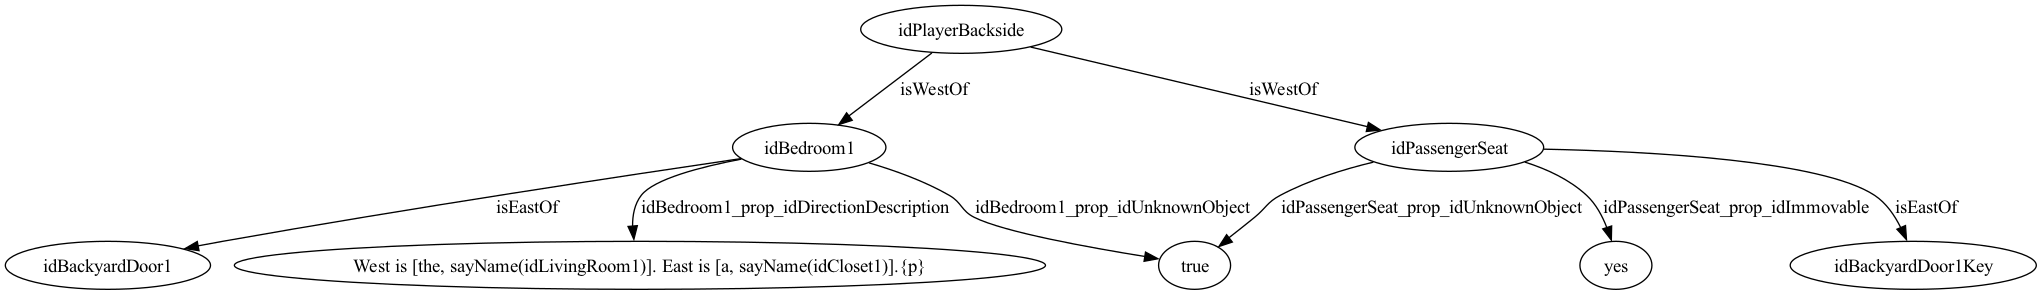 idPlayerBackside
isWestOf
isWestOf
idBedroom1
idPassengerSeat
isEastOf
idBedroom1_prop_idDirectionDescription
idBedroom1_prop_idUnknownObject
idPassengerSeat_prop_idUnknownObject
idPassengerSeat_prop_idImmovable
isEastOf
idBackyardDoor1
West is [the, sayName(idLivingRoom1)]. East is [a, sayName(idCloset1)].{p}
true
yes
idBackyardDoor1Key